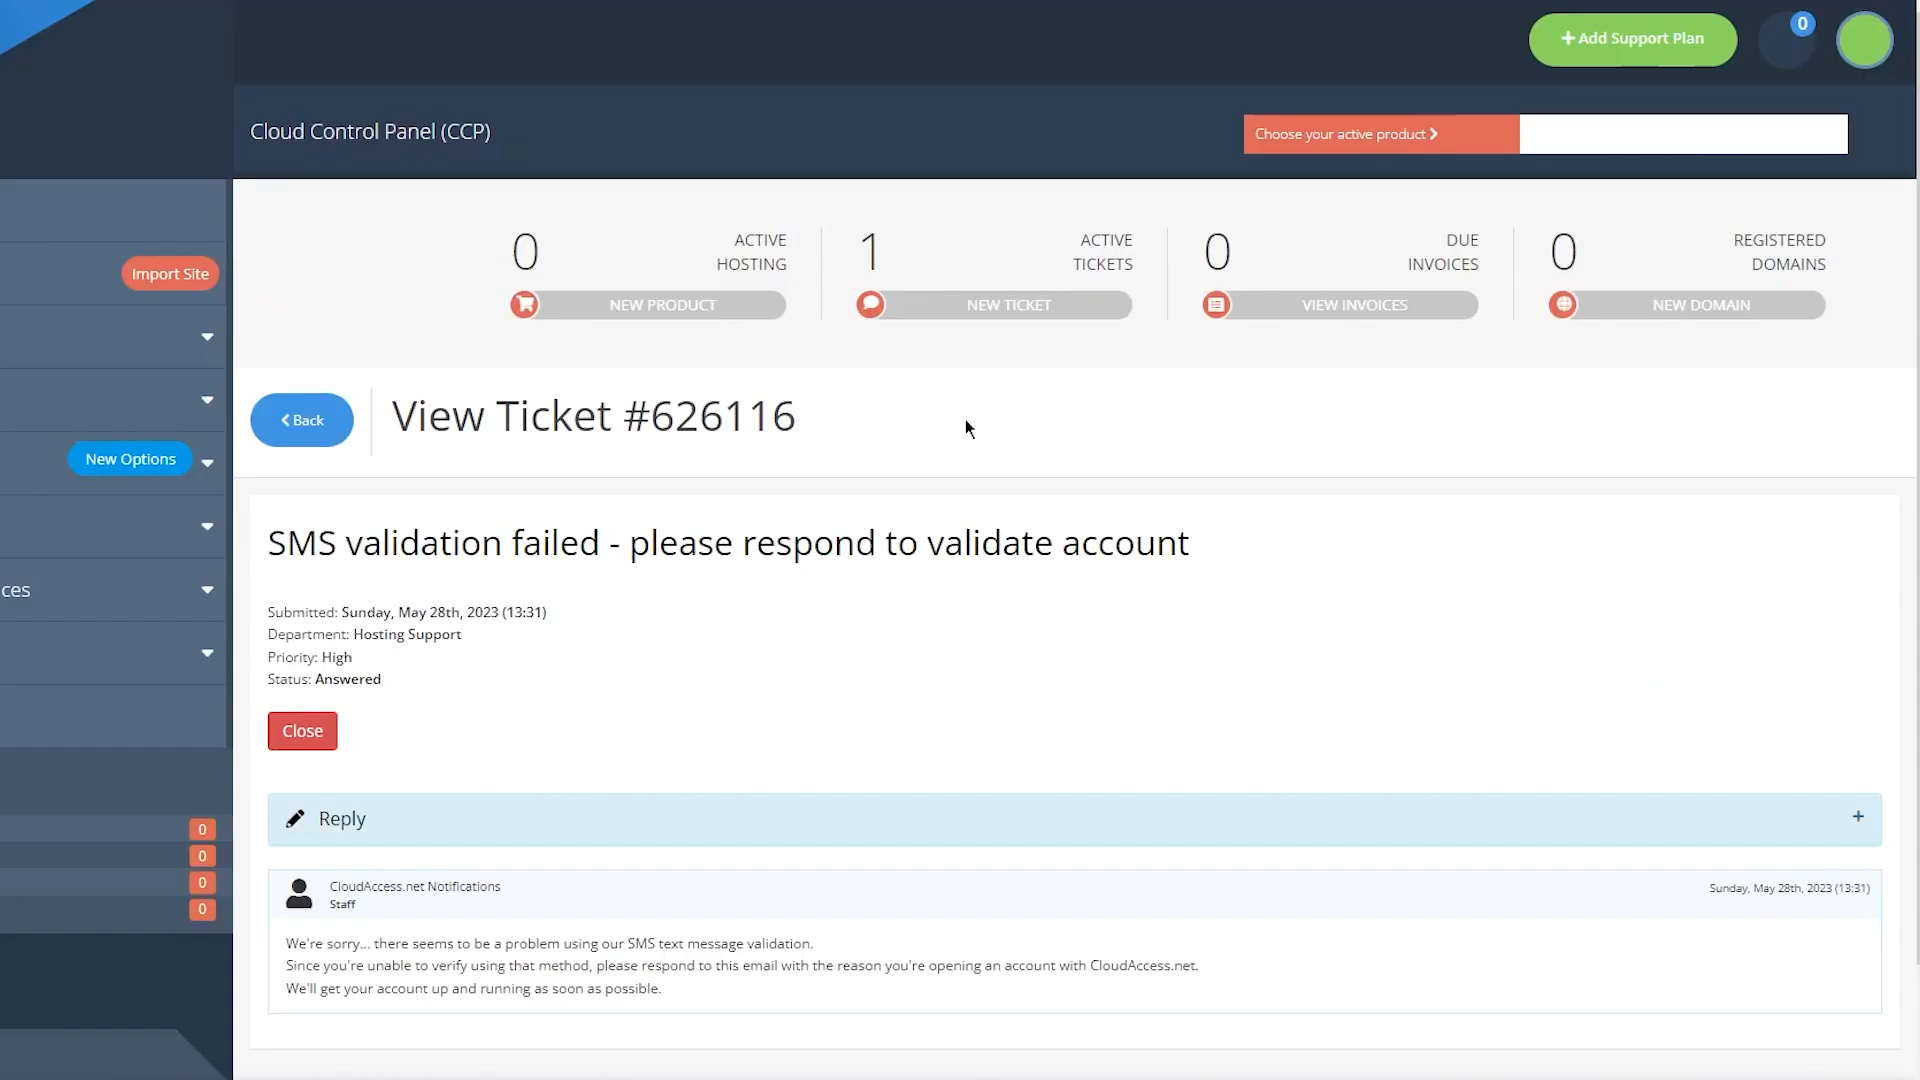 + Add Support Plan
0
Cloud Control Panel (CCP)
Choose your active product
0
ACTIVE
HOSTING
NEW PRODUCT
1
ACTIVE
TICKETS
NEW TICKET
0
DUE
INVOICES
VIEW INVOICES
0
REGISTERED
DOMAINS
NEW DOMAIN
Import Site
New Options
ces
0
0
0
0
Back
View Ticket #626116
SMS validation failed - please respond to validate account
Submitted: Sunday, May 28th, 2023 (13:31)
Department: Hosting Support
Priority: High
Status: Answered
Close
Reply
+
CloudAccess.net Notifications
Staff
Sunday, May 28th, 2023 (13:31)
We're sorry... there seems to be a problem using our SMS text message validation.
Since you're unable to verify using that method, please respond to this email with the reason you're opening an account with CloudAccess.net.
We'll get your account up and running as soon as possible.